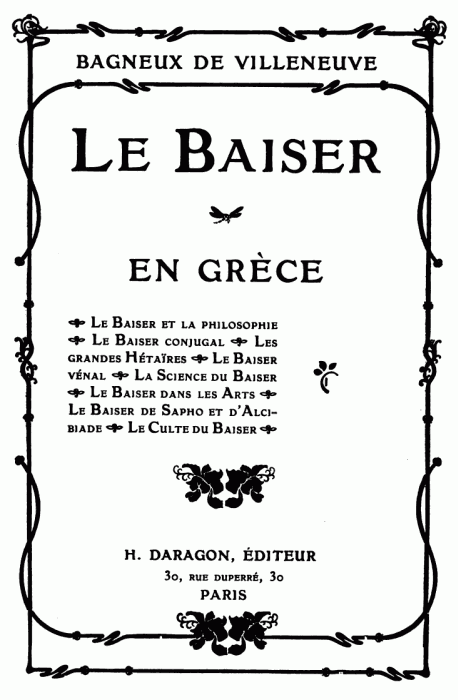 BAGNEUX DE VILLENEUVE
LE BAISER
EN GRÈCE
LE BAISER ET LA PHILOSOPHIE
LE BAISER CONJUGAL LES
GRANDES HÉTAÏRES LE BAISER
VÉNAL LA SCIENCE DU BAISER
LE BAISER DANS LES ARTS
LE BAISER DE SAPHO ET D'ALCI-
BIADE LE CULTE DU BAISER
H. DARAGON, ÉDITEUR
30, RUE DUPERRÉ, 30
PARIS